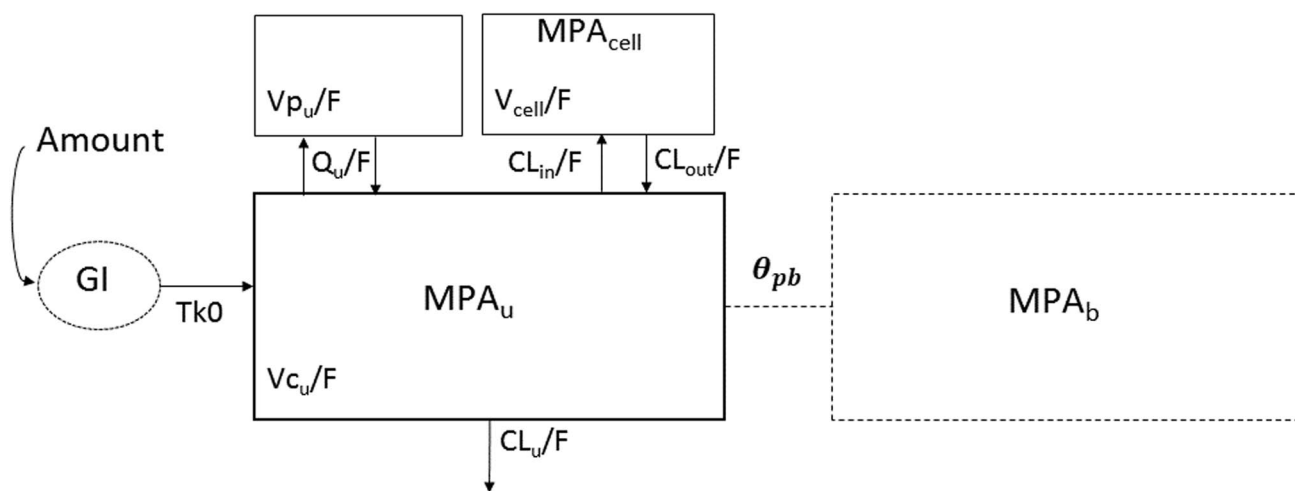 MPA_cell
Vp_u/F
V_cell/F
Amount
Q_u/F
CL_in/F
CL_out/F
θ_pb
GI
MPA_u
MPA_b
Tk0
Vc_u/F
CL_u/F